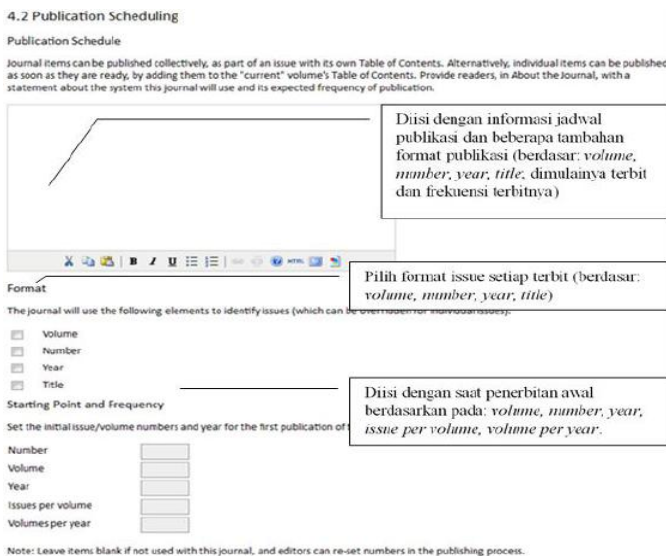 4.2 Publication Scheduling
Publication Schedule
Journal items can be published collectively, as part of an issue with its own Table of Contents. Alternatively, individual items can be published
as soon as they are ready, by adding them to the "current" volume's Table of Contents. Provide readers, in About the Journal, with a
statement about the system this journal will use and its expected frequency of publication.
Diisi dengan informasi jadwal
publikasi dan beberapa tambahan
format publikasi (berdasar: volume,
number, year, title; dimulainya terbit
dan frekuensi terbitnya)
B I U
HTML
Pilih format issue setiap terbit (berdasar:
volume, number, year, title)
Format
The journal will use the following elements to identify issues (which can be overridden for individual issues).
Volume
Number
Year
Title
Diisi dengan saat penerbitan awal
berdasarkan pada: volume, number, year,
issue per volume, volume per year.
Starting Point and Frequency
Set the initial issue/volume numbers and year for the first publication of
Number
Volume
Year
Issues per volume
Volumes per year
Note: Leave items blank if not used with this journal, and editors can re-set numbers in the publishing process.